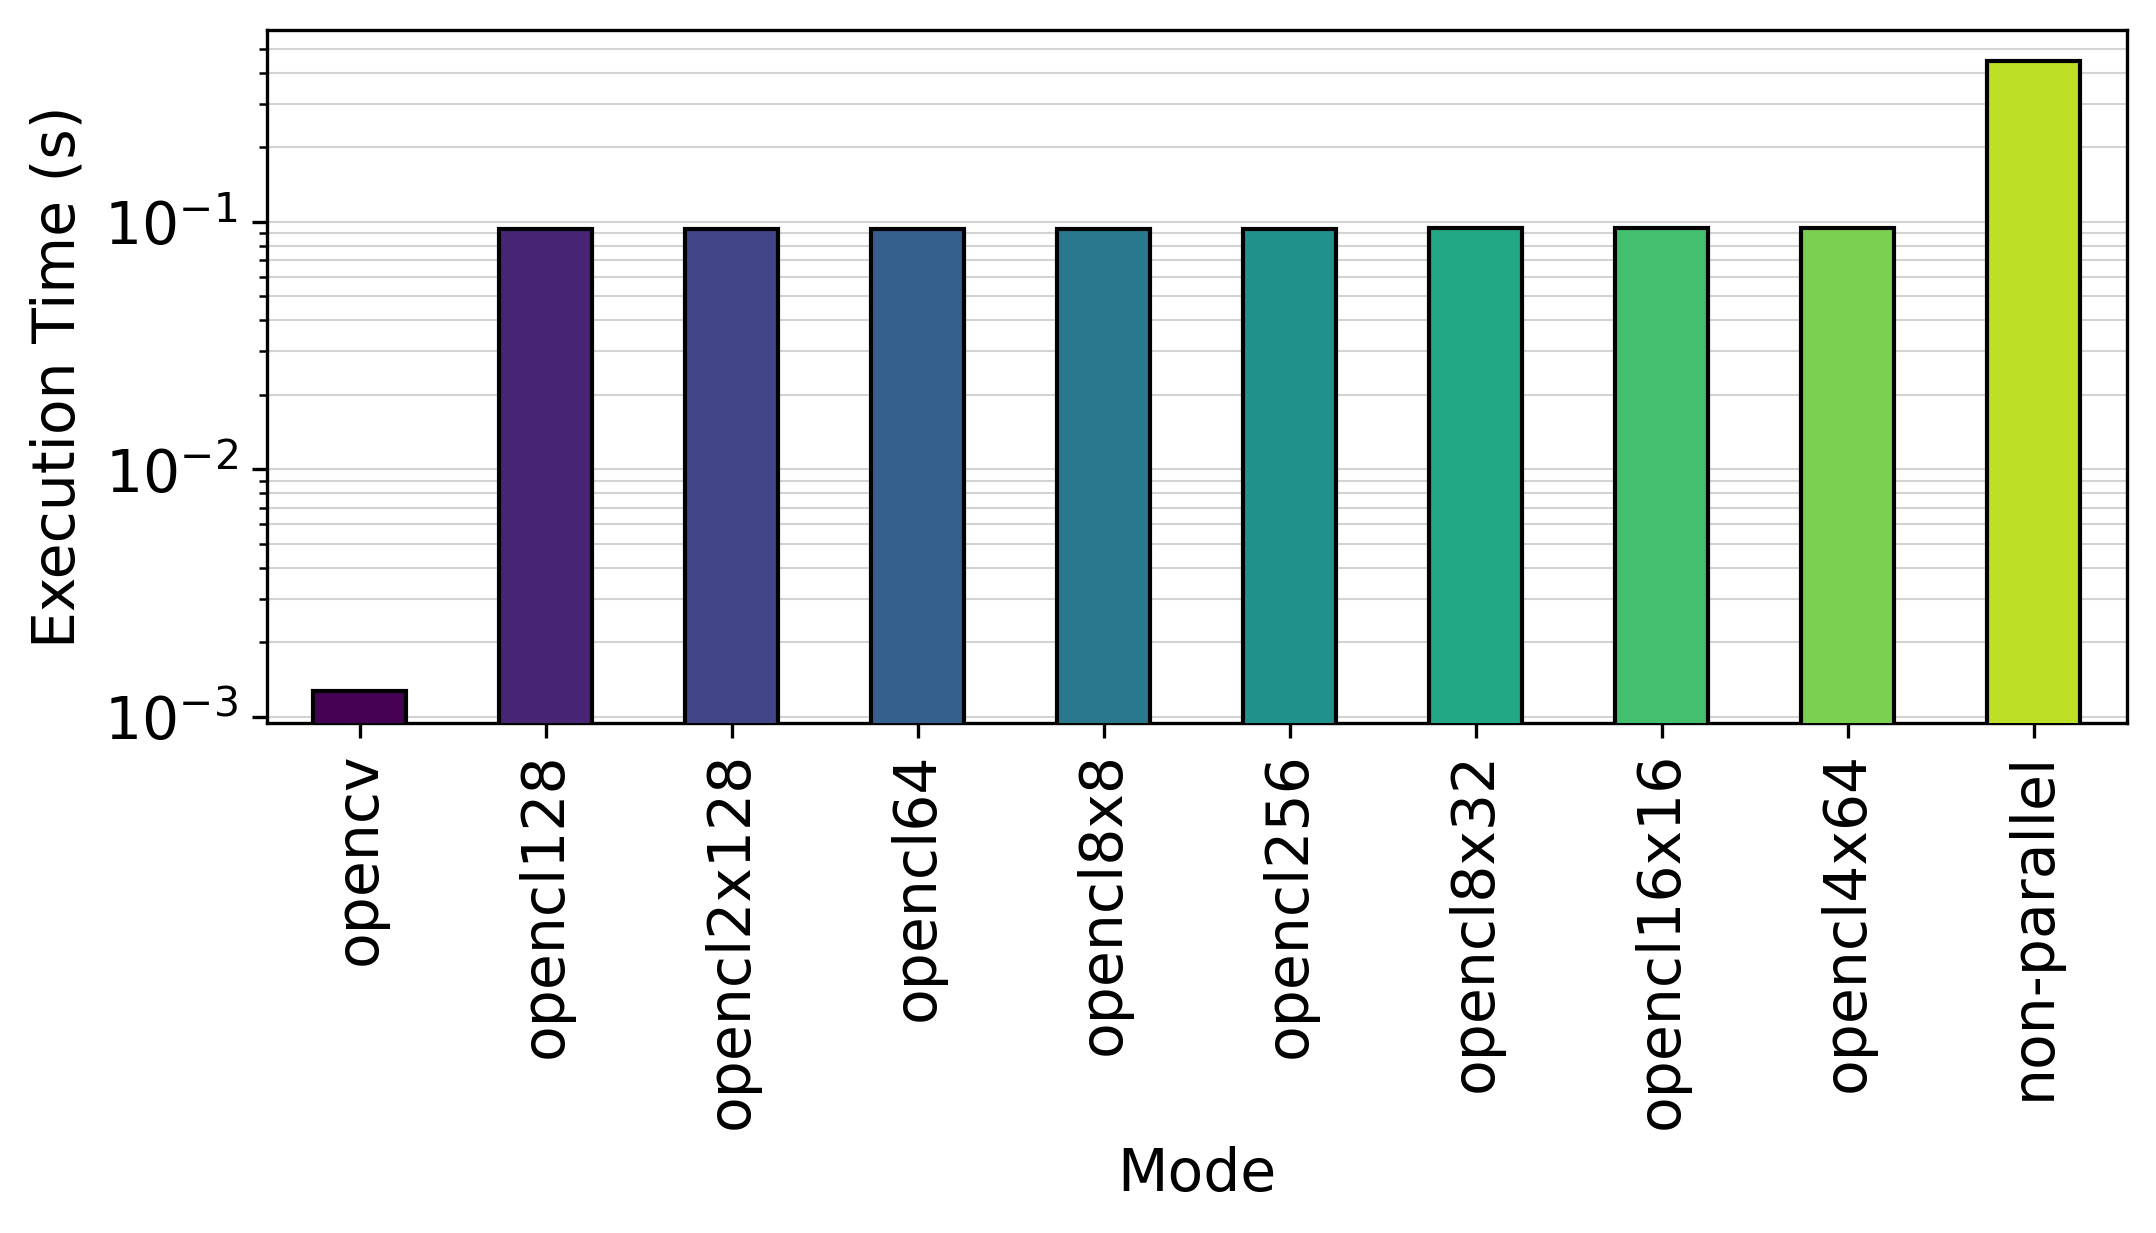 Execution Time (s)
10⁻¹
10⁻²
10⁻³
opencv
opencl128
opencl2x128
opencl64
opencl8x8
opencl256
opencl8x32
opencl16x16
opencl4x64
non-parallel
Mode